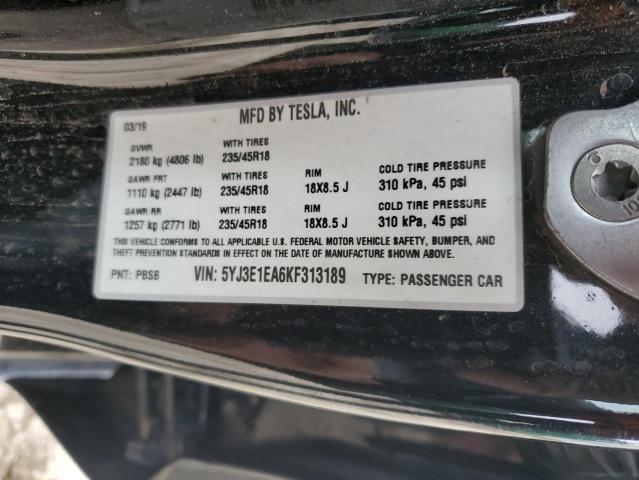 MFD BY TESLA, INC.
03/19
GVWR WITH TIRES
2180 kg (4806 lb) 235/45R18
GAWR FRT WITH TIRES RIM COLD TIRE PRESSURE
1110 kg (2447 lb) 235/45R18 18X8.5 J 310 kPa, 45 psi
GAWR RR WITH TIRES RIM COLD TIRE PRESSURE
1257 kg (2771 lb) 235/45R18 18X8.5 J 310 kPa, 45 psi
THIS VEHICLE CONFORMS TO ALL APPLICABLE U.S. FEDERAL MOTOR VEHICLE SAFETY, BUMPER, AND
THEFT PREVENTION STANDARDS IN EFFECT ON THE DATE OF MANUFACTURE SHOWN ABOVE.
PNT: PBSB VIN: 5YJ3E1EA6KF313189 TYPE: PASSENGER CAR